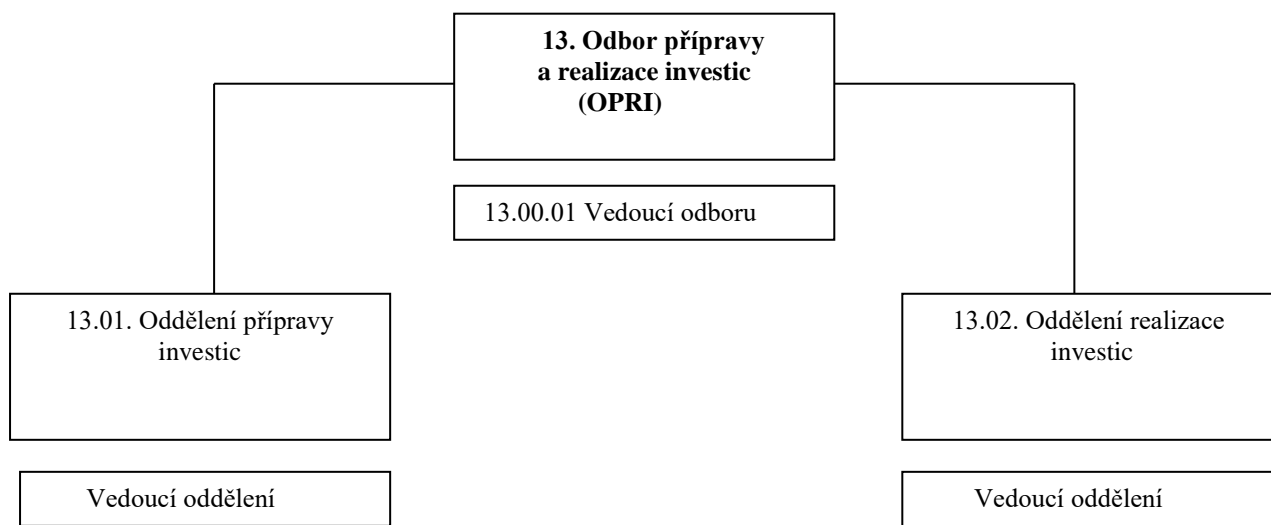 13. Odbor přípravy
a realizace investic
(OPRI)
13.00.01 Vedoucí odboru
13.01. Oddělení přípravy
investic
13.02. Oddělení realizace
investic
Vedoucí oddělení
Vedoucí oddělení